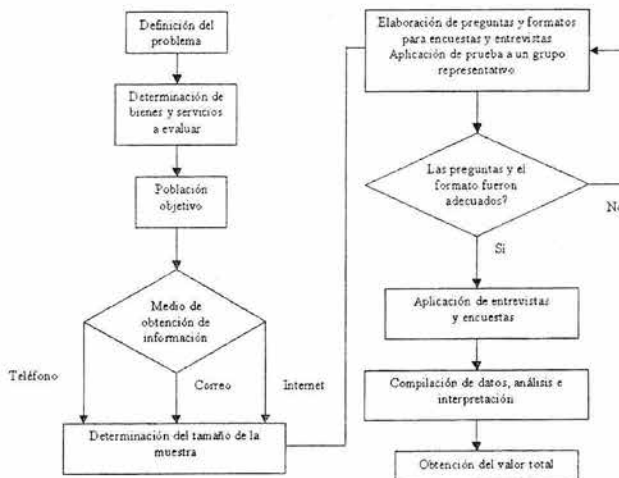 Definición del
problema
Determinación de
bienes y servicios
a evaluar
Población
objetivo
Medio de
obtención de
información
Teléfono
Correo
Internet
Determinación del tamaño de la
muestra
Elaboración de preguntas y formatos
para encuestas y entrevistas
Aplicación de prueba a un grupo
representativo
Las preguntas y el
formato fueron
adecuados?
No
Si
Aplicación de entrevistas
y encuestas
Compilación de datos, análisis e
interpretación
Obtención del valor total